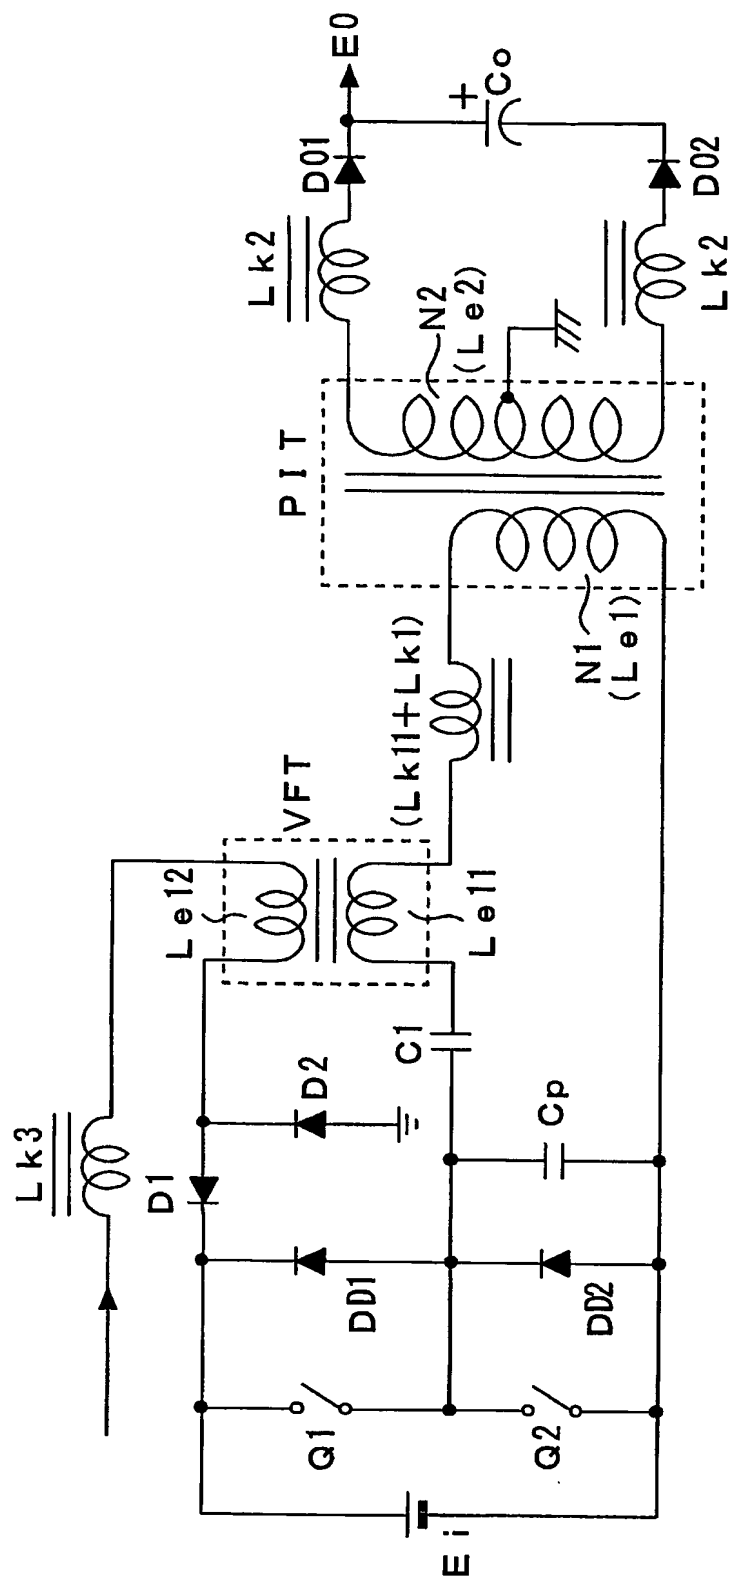 Ei
Q1
Q2
DD1
DD2
Lk3
D1
D2
Cp
C1
Le12
Le11
VFT
(Lk11+Lk1)
N1
(Le1)
PIT
N2
(Le2)
Lk2
Lk2
D01
D02
+
Co
E0